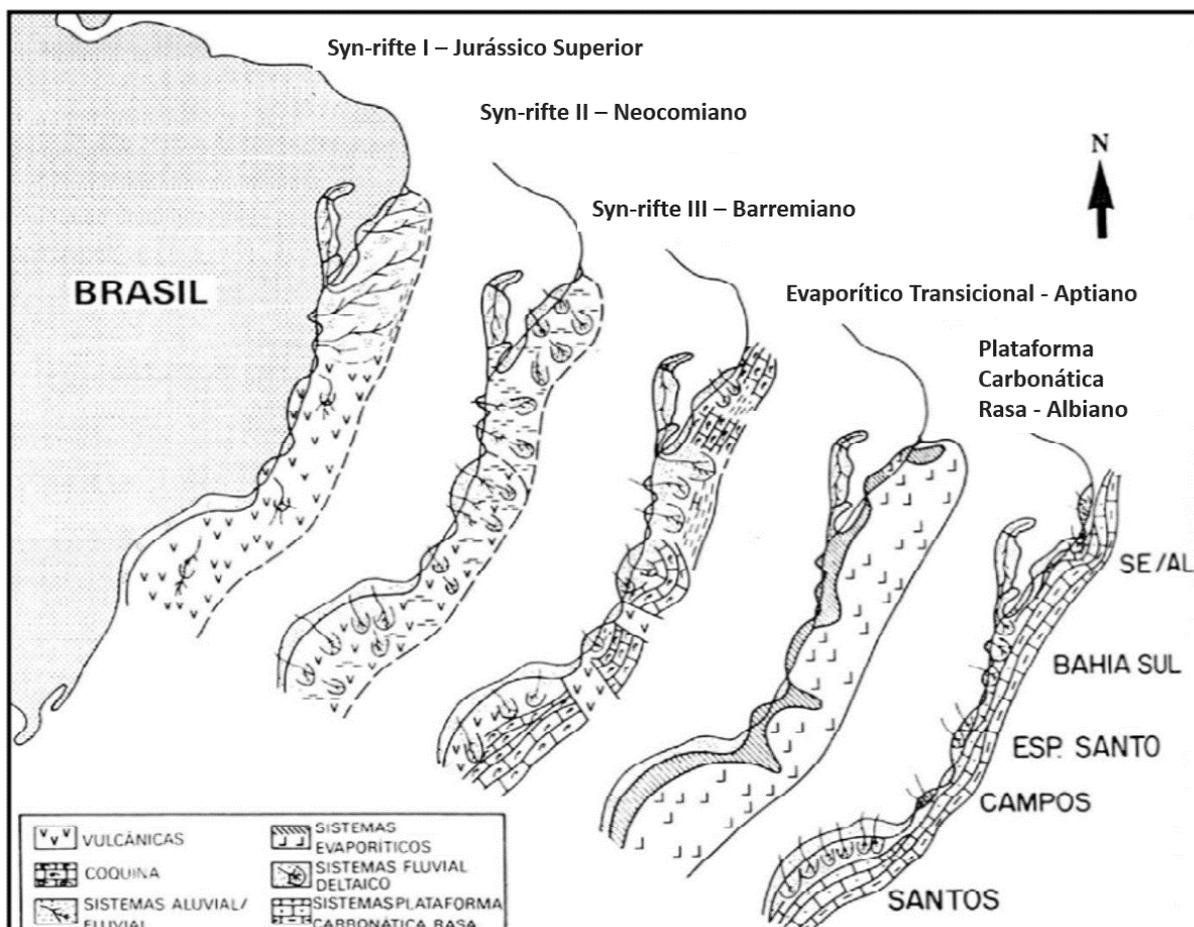 Syn-rifte I – Jurássico Superior
Syn-rifte II – Neocomiano
Syn-rifte III – Barremiano
Evaporítico Transicional - Aptiano
Plataforma
Carbonática
Rasa - Albiano
N
BRASIL
SE/AL
BAHIA SUL
ESP. SANTO
CAMPOS
SANTOS
VULCÂNICAS
COQUINA
SISTEMAS ALUVIAL/
FLUVIAL
SISTEMAS
EVAPORÍTICOS
SISTEMAS FLUVIAL
DELTAICO
SISTEMAS PLATAFORMA
CARBONÁTICA RASA